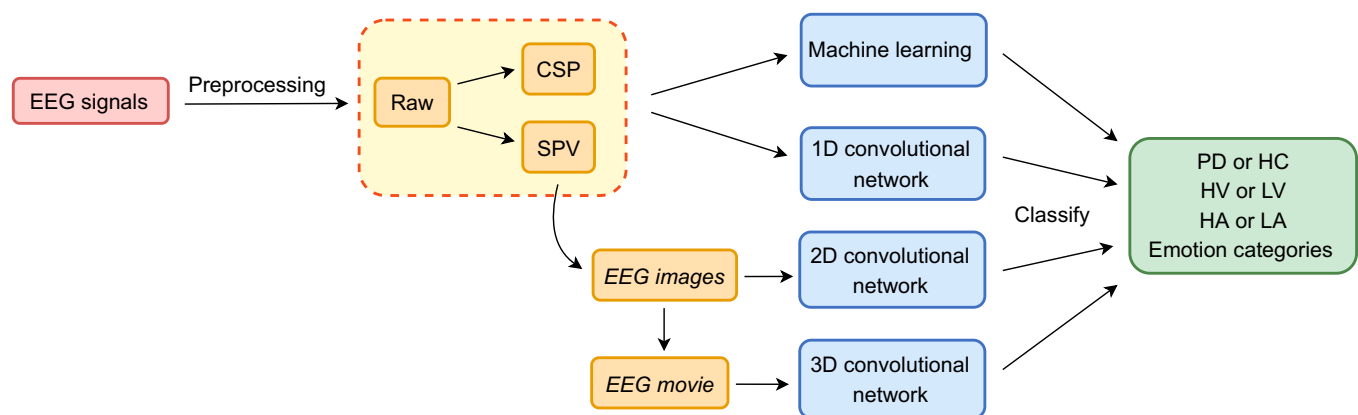 EEG signals
Preprocessing
Raw
CSP
SPV
EEG images
EEG movie
Machine learning
1D convolutional
network
2D convolutional
network
3D convolutional
network
Classify
PD or HC
HV or LV
HA or LA
Emotion categories